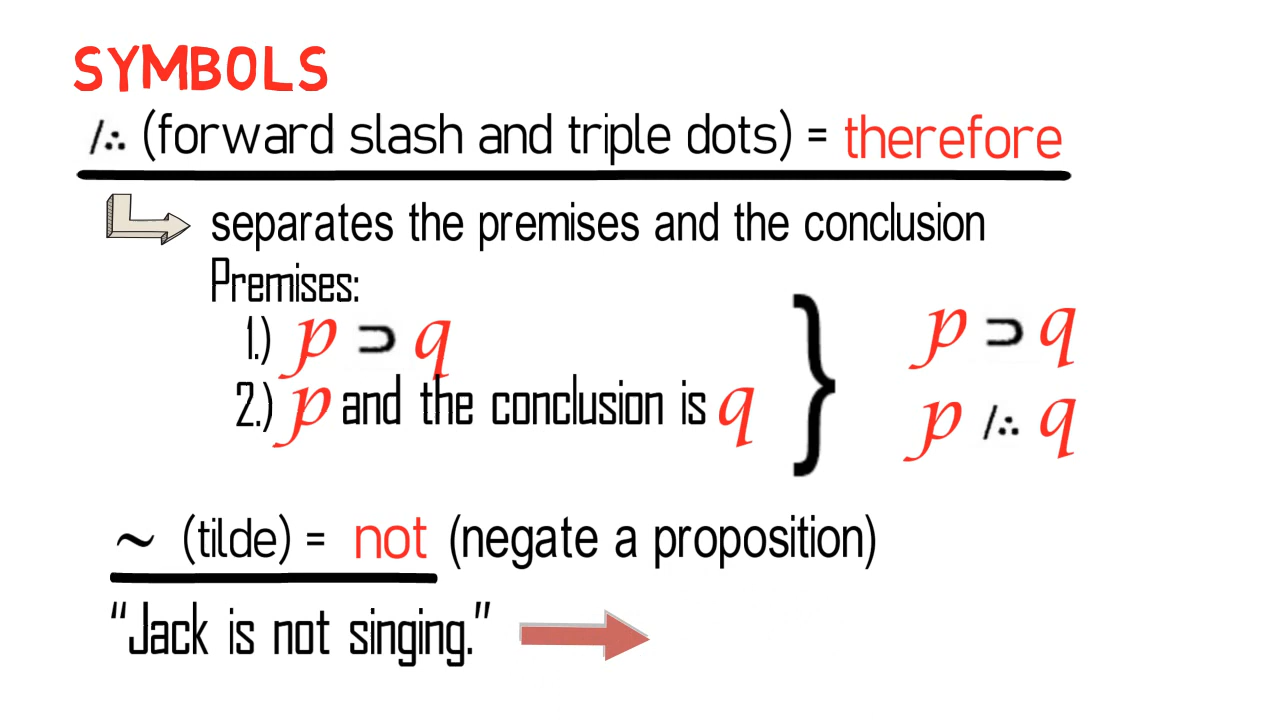 SYMBOLS
/∴ (forward slash and triple dots) = therefore
separates the premises and the conclusion
Premises:
1.) p ⊃ q
2.) p and the conclusion is q
p ⊃ q
p /∴ q
~ (tilde) = not (negate a proposition)
“Jack is not singing.”